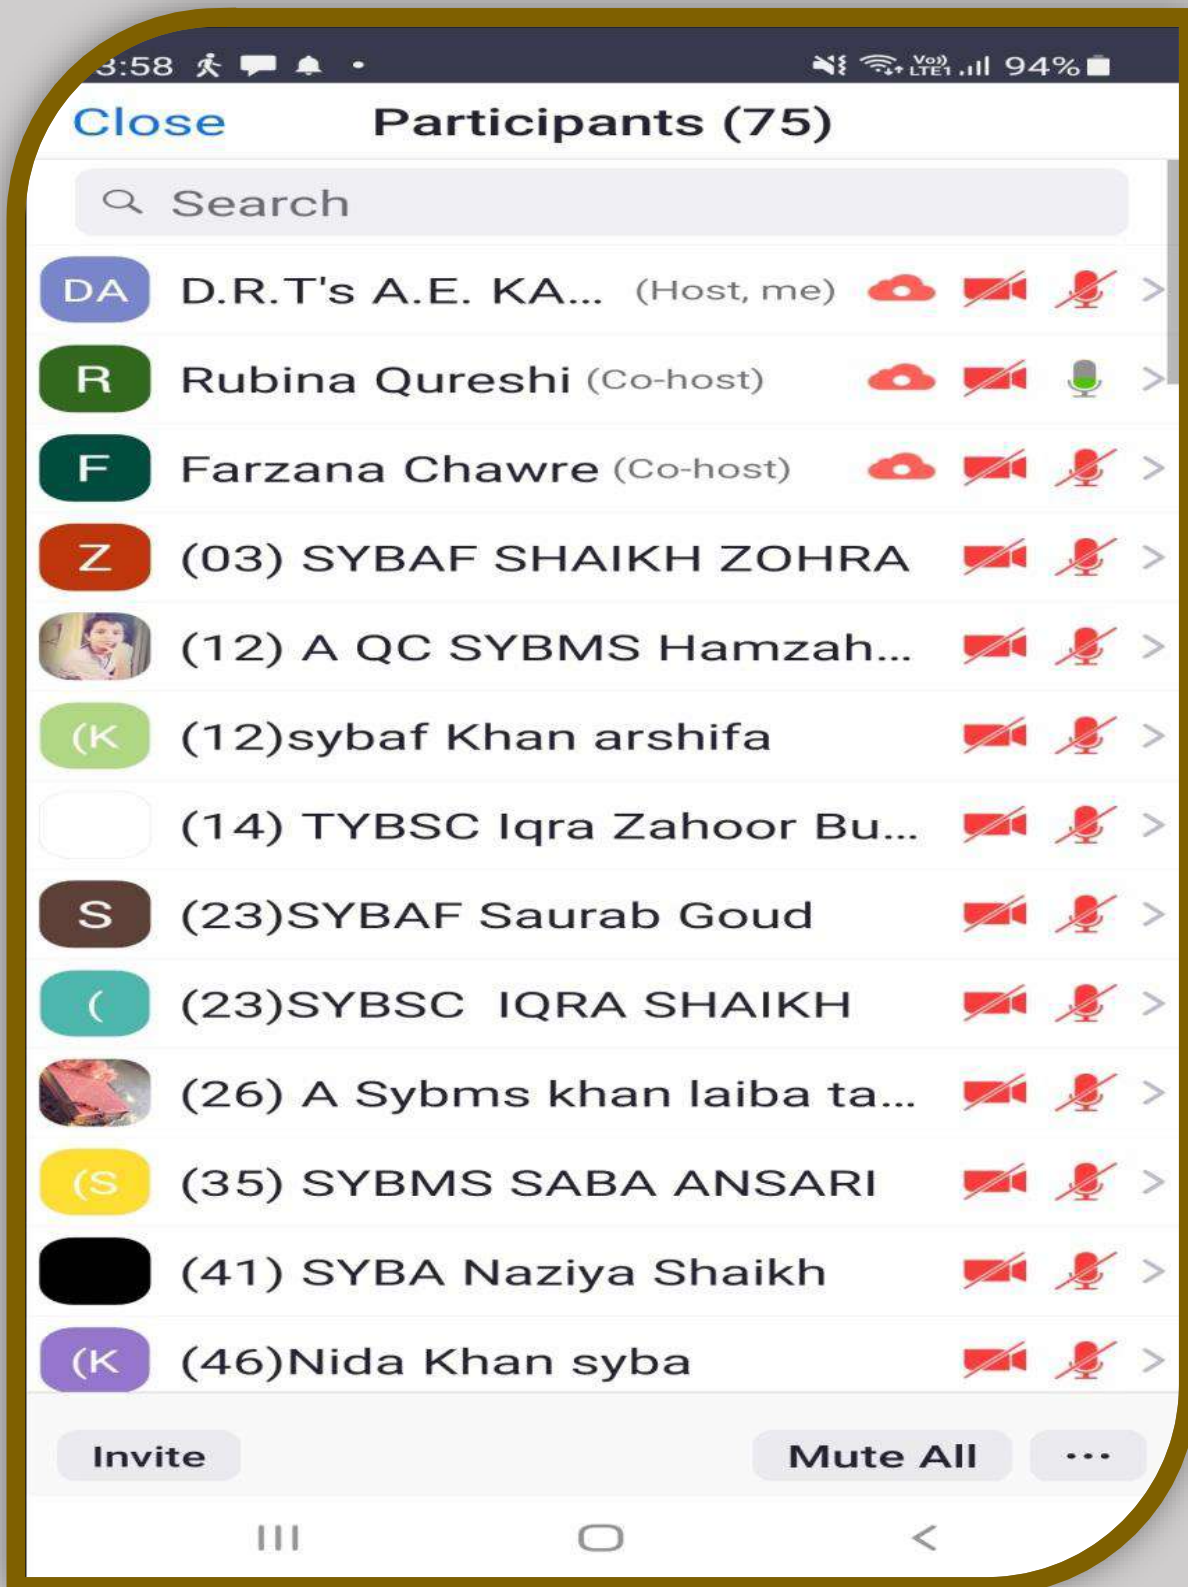 3:58 94%
Close Participants (75)
Search
DA D.R.T's A.E. KA... (Host, me)
R Rubina Qureshi (Co-host)
F Farzana Chawre (Co-host)
Z (03) SYBAF SHAIKH ZOHRA
(12) A QC SYBMS Hamzah...
(K (12)sybaf Khan arshifa
(14) TYBSC Iqra Zahoor Bu...
S (23)SYBAF Saurab Goud
( (23)SYBSC IQRA SHAIKH
(26) A Sybms khan laiba ta...
(S (35) SYBMS SABA ANSARI
(41) SYBA Naziya Shaikh
(K (46)Nida Khan syba
Invite Mute All ...